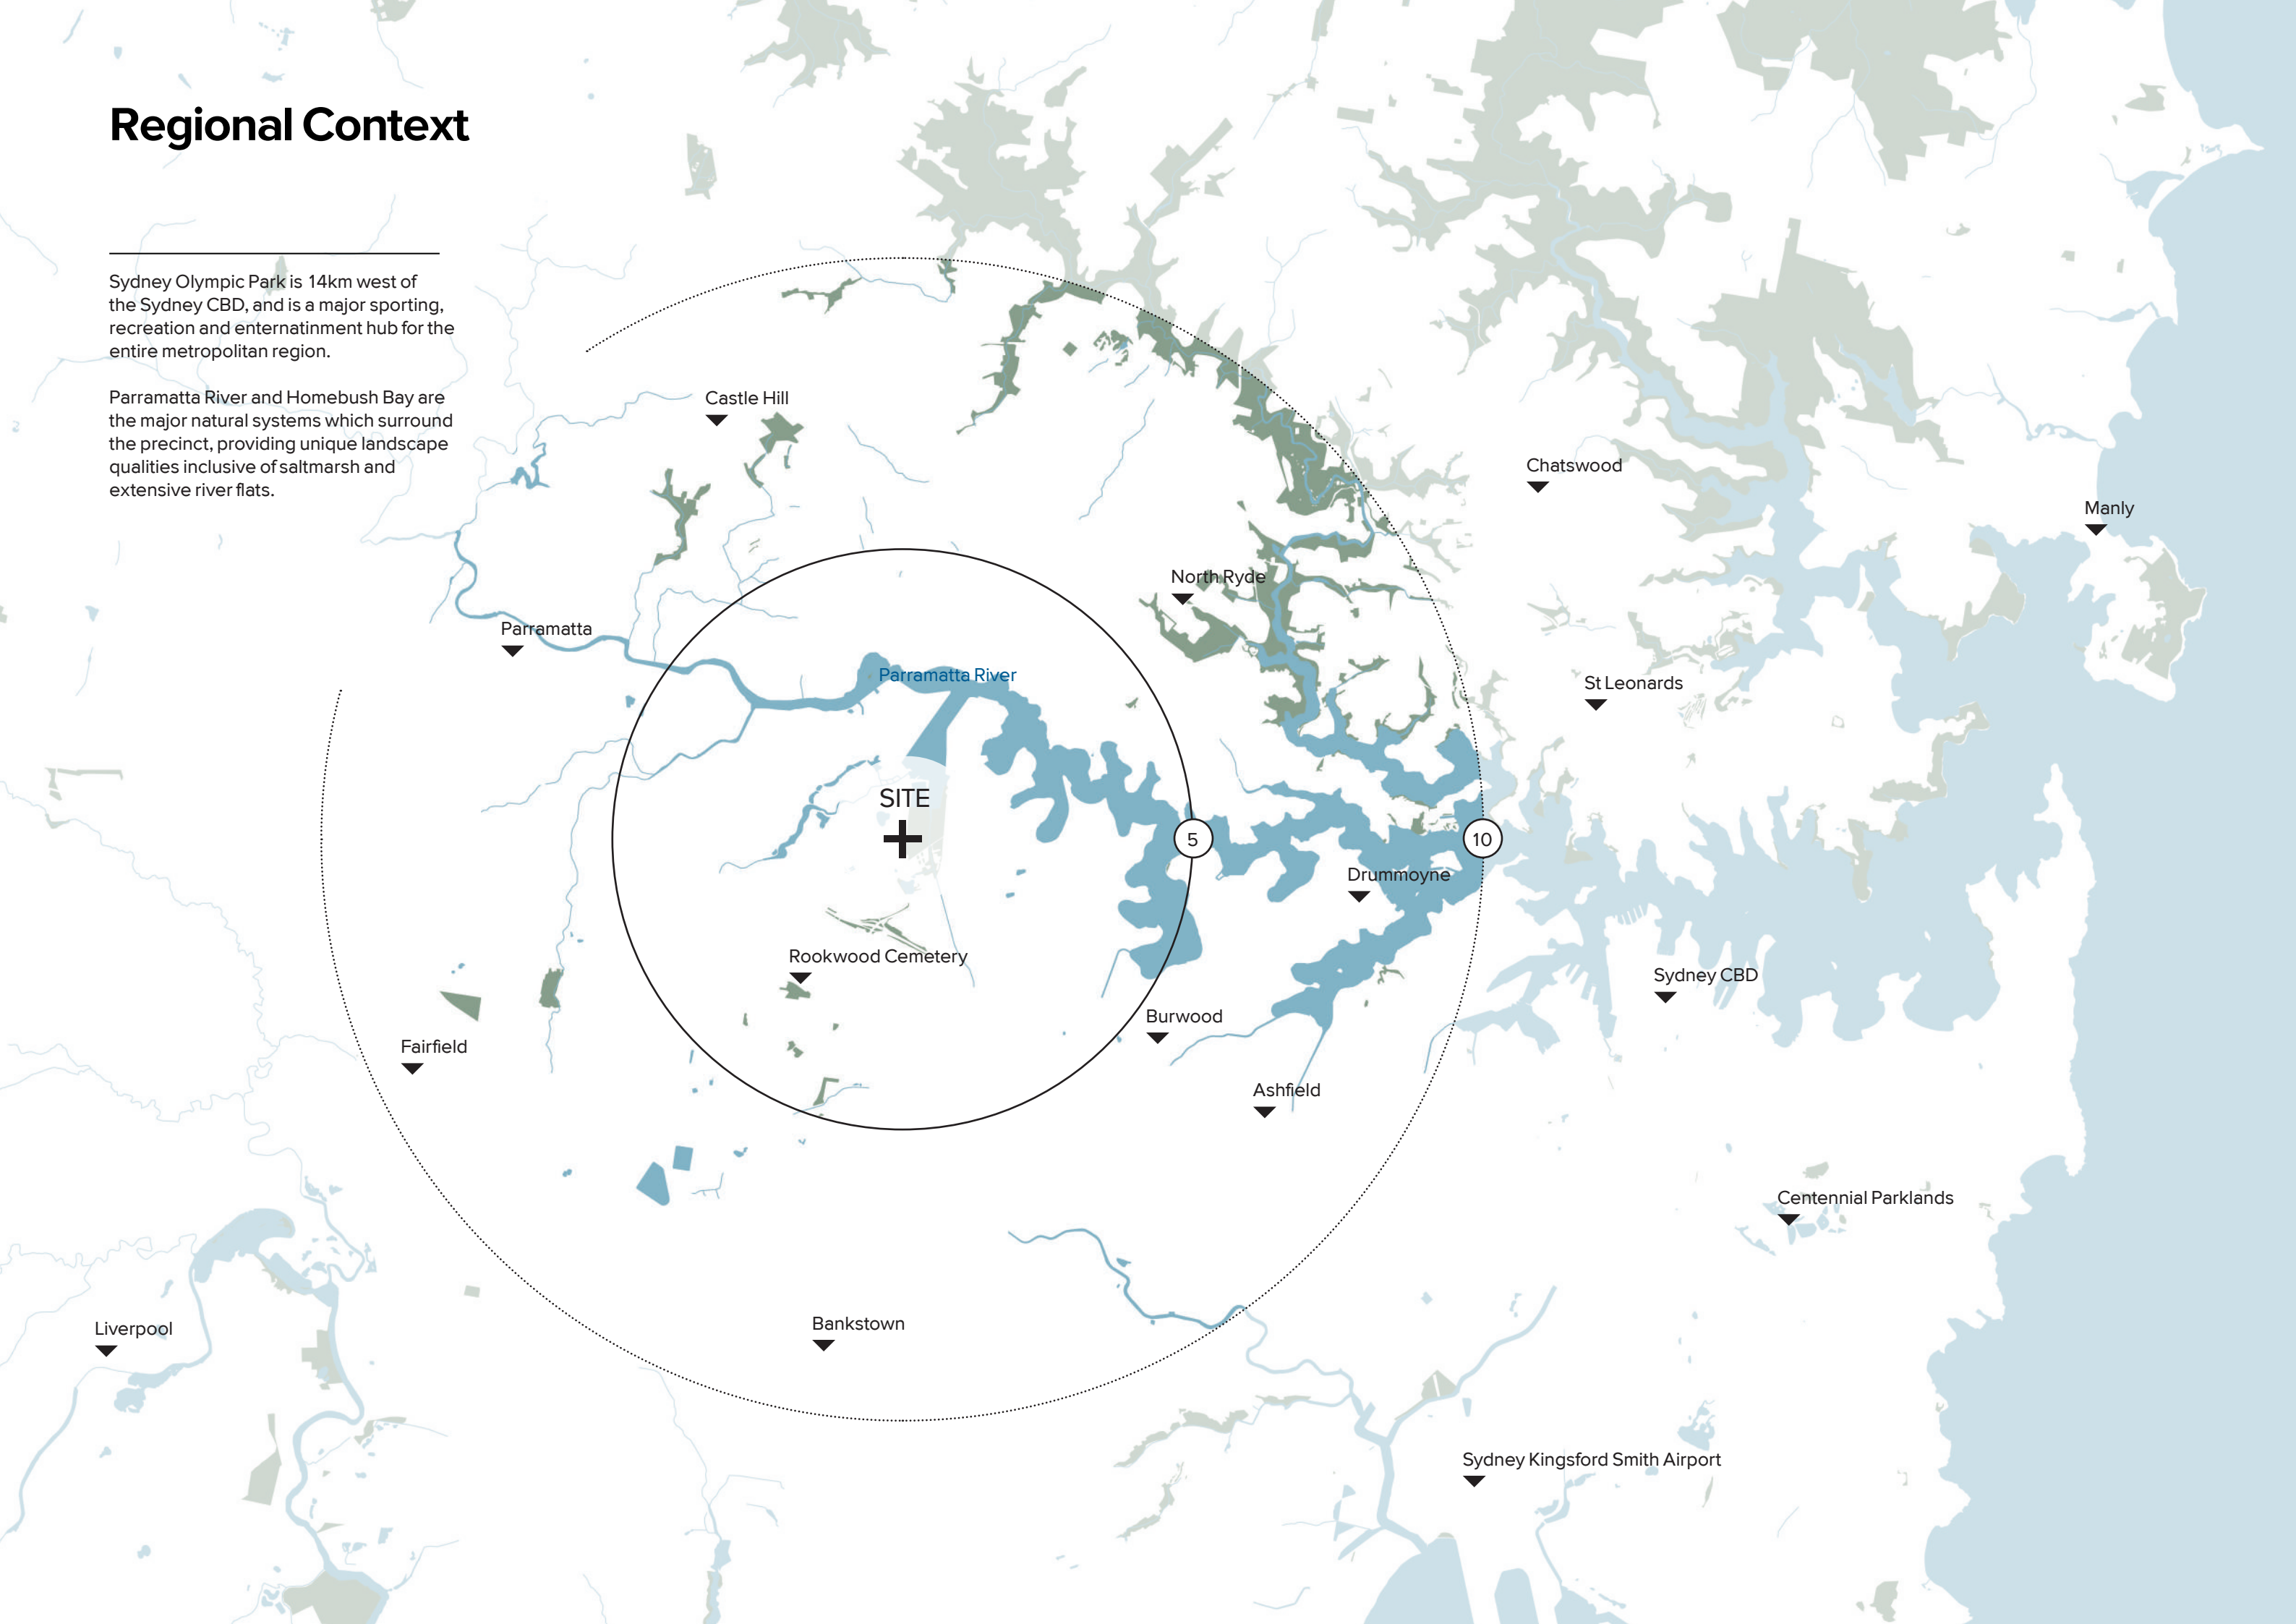 Regional Context
Sydney Olympic Park is 14km west of
the Sydney CBD, and is a major sporting,
recreation and enternatinment hub for the
entire metropolitan region.
Parramatta River and Homebush Bay are
the major natural systems which surround
the precinct, providing unique landscape
qualities inclusive of saltmarsh and
extensive river flats.
Castle Hill
Chatswood
Manly
North Ryde
Parramatta
Parramatta River
St Leonards
SITE
5
10
Drummoyne
Rookwood Cemetery
Sydney CBD
Burwood
Fairfield
Ashfield
Centennial Parklands
Bankstown
Liverpool
Sydney Kingsford Smith Airport